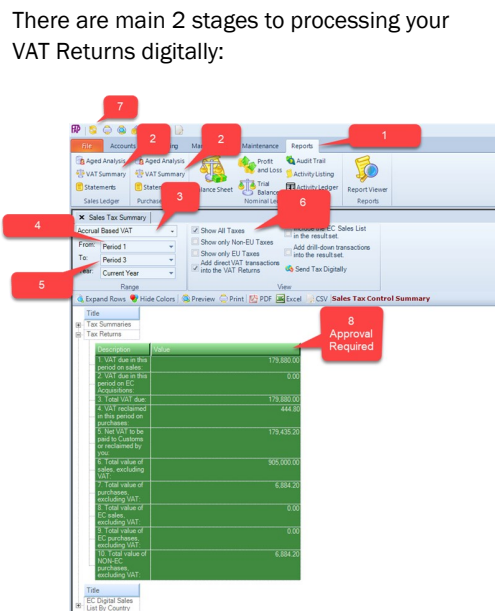 There are main 2 stages to processing your
VAT Returns digitally:
7
File Accounts Maintenance Reports
2
2
1
Aged Analysis Aged Analysis Profit and Loss Audit Trail
VAT Summary VAT Summary Activity Listing
Statements Balance Sheet Trial Balance Activity Ledger Report Viewer
Sales Ledger Reports
3
6
Sales Tax Summary
Accrual Based VAT
4
From: Period 1
To: Period 3
5
Year: Current Year
Range
Show All Taxes
Show only Non-EU Taxes
Show only EU Taxes
Add direct VAT transactions
into the VAT Returns
Include the EC Sales List
in the result set.
Add drill-down transactions
into the result set.
Send Tax Digitally
View
Expand Rows Hide Colors Preview Print PDF Excel CSV Sales Tax Control Summary
Title
Tax Summaries
Tax Returns
8
Approval
Required
Description Value
1. VAT due in this
period on sales: 179,880.00
2. VAT due in this
period on EC
Acquisitions: 0.00
3. Total VAT due: 179,880.00
4. VAT reclaimed
in this period on
purchases: 444.80
5. Net VAT to be
paid to Customs
or reclaimed by
you: 179,435.20
6. Total value of
sales, excluding
VAT: 905,000.00
7. Total value of
purchases,
excluding VAT: 6,884.20
8. Total value of
EC sales,
excluding VAT: 0.00
9. Total value of
EC purchases,
excluding VAT: 0.00
10. Total value of
NON-EC
purchases,
excluding VAT: 6,884.20
Title
EC Digital Sales
List By Country